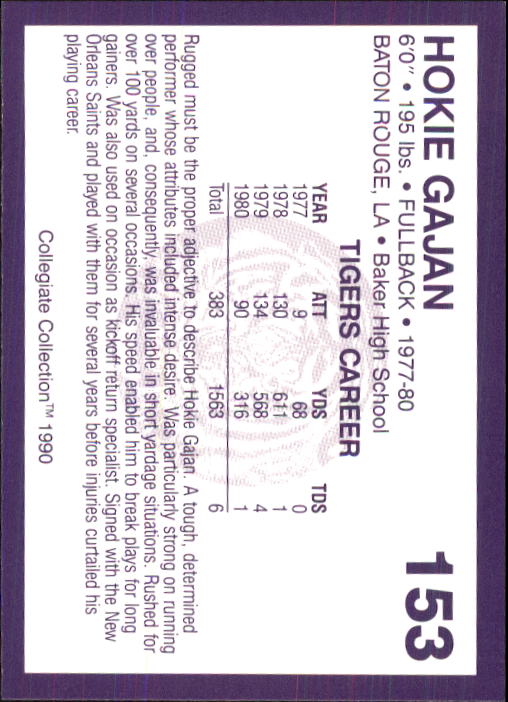 HOKIE GAJAN 153
6'0" • 195 lbs. • FULLBACK • 1977-80
BATON ROUGE, LA • Baker High School
TIGERS CAREER
YEAR ATT YDS TDS
1977 9 68 0
1978 130 611 1
1979 134 568 4
1980 90 316 1
Total 383 1563 6
Rugged must be the proper adjective to describe Hokie Gajan. A tough, determined
performer whose attributes included intense desire. Was particularly strong on running
over people, and, consequently, was invaluable in short yardage situations. Rushed for
over 100 yards on several occasions. His speed enabled him to break plays for long
gainers. Was also used on occasion as kickoff return specialist. Signed with the New
Orleans Saints and played with them for several years before injuries curtailed his
playing career.
Collegiate Collection™ 1990